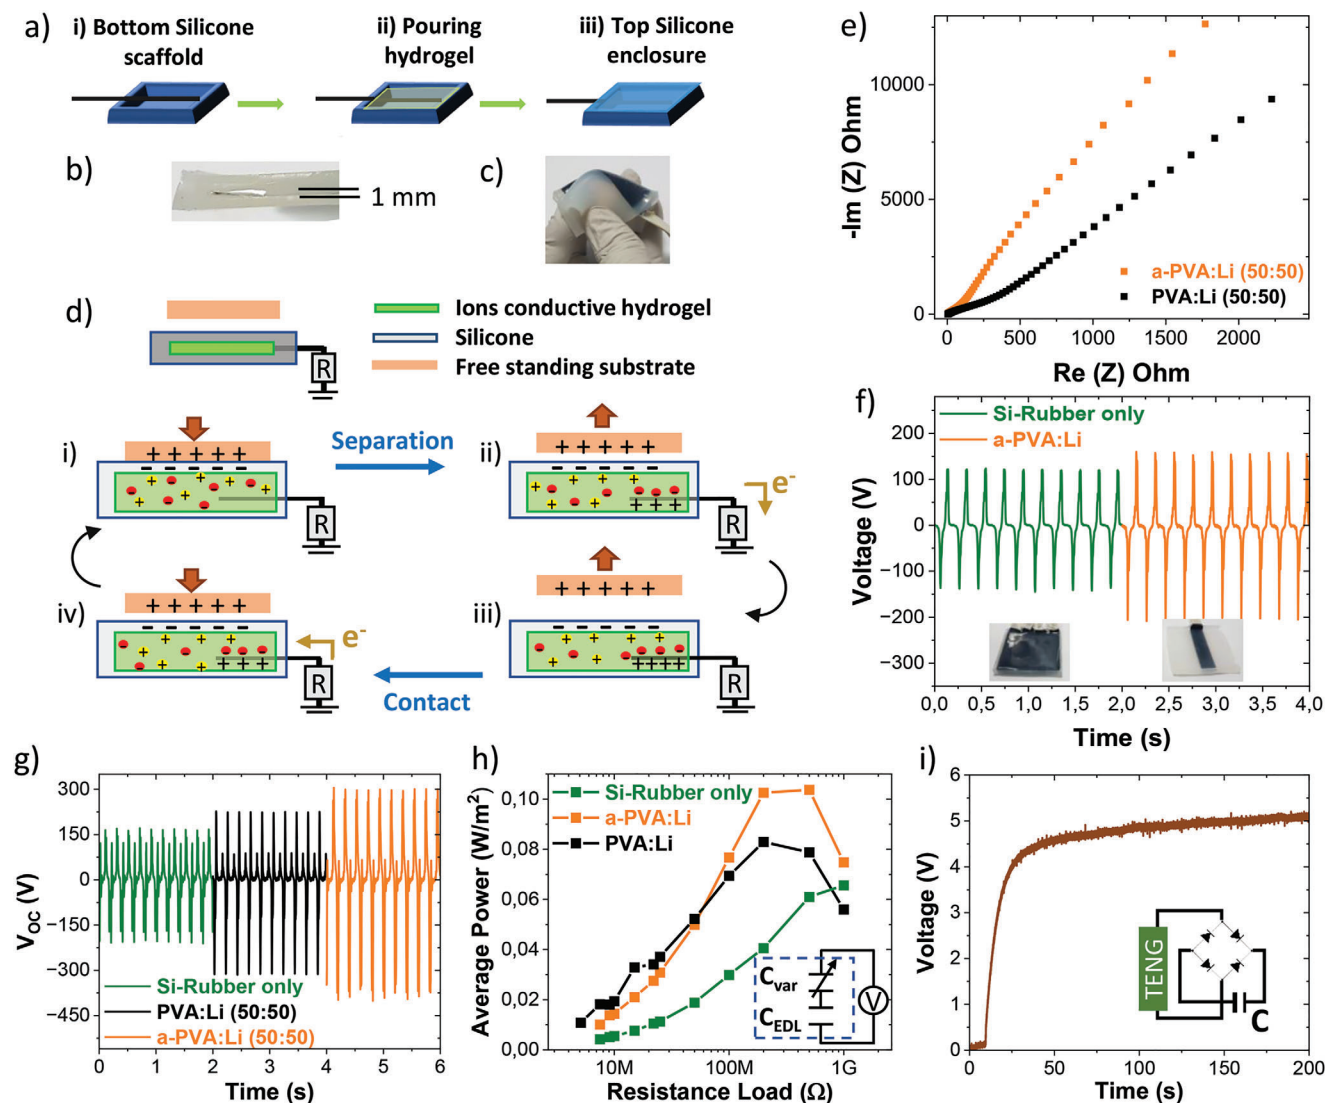 a)
i) Bottom Silicone
scaffold
ii) Pouring
hydrogel
iii) Top Silicone
enclosure
b)
1 mm
c)
d)
Ions conductive hydrogel
Silicone
Free standing substrate
R
i)
+ + + + +
- - - - -
R
Separation
ii)
+ + + + +
- - - - -
+++
e-
R
iv)
+ + + + +
- - - - -
+++
e-
R
Contact
iii)
+ + + + +
- - - - -
++++
R
e)
-Im (Z) Ohm
10000
5000
0
a-PVA:Li (50:50)
PVA:Li (50:50)
0 500 1000 1500 2000
Re (Z) Ohm
f)
Si-Rubber only
a-PVA:Li
Voltage (V)
200
100
0
−100
−200
−300
0,0 0,5 1,0 1,5 2,0 2,5 3,0 3,5 4,0
Time (s)
g)
VOC (V)
300
150
0
−150
−300
−450
Si-Rubber only
PVA:Li (50:50)
a-PVA:Li (50:50)
0 1 2 3 4 5 6
Time (s)
h)
Average Power (W/m²)
0,10
0,08
0,06
0,04
0,02
0,00
Si-Rubber only
a-PVA:Li
PVA:Li
Cvar
CEDL
V
10M 100M 1G
Resistance Load (Ω)
i)
Voltage (V)
6
5
4
3
2
1
0
TENG
C
0 50 100 150 200
Time (s)